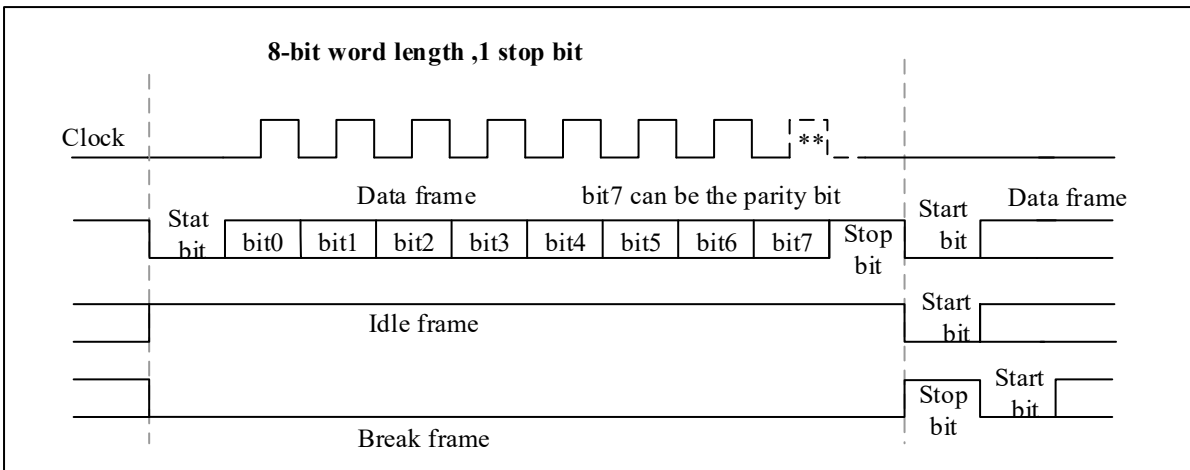 8-bit word length ,1 stop bit
Clock
**
Data frame
bit7 can be the parity bit
Data frame
Stat
bit
bit0
bit1
bit2
bit3
bit4
bit5
bit6
bit7
Stop
bit
Start
bit
Idle frame
Start
bit
Stop
bit
Start
bit
Break frame